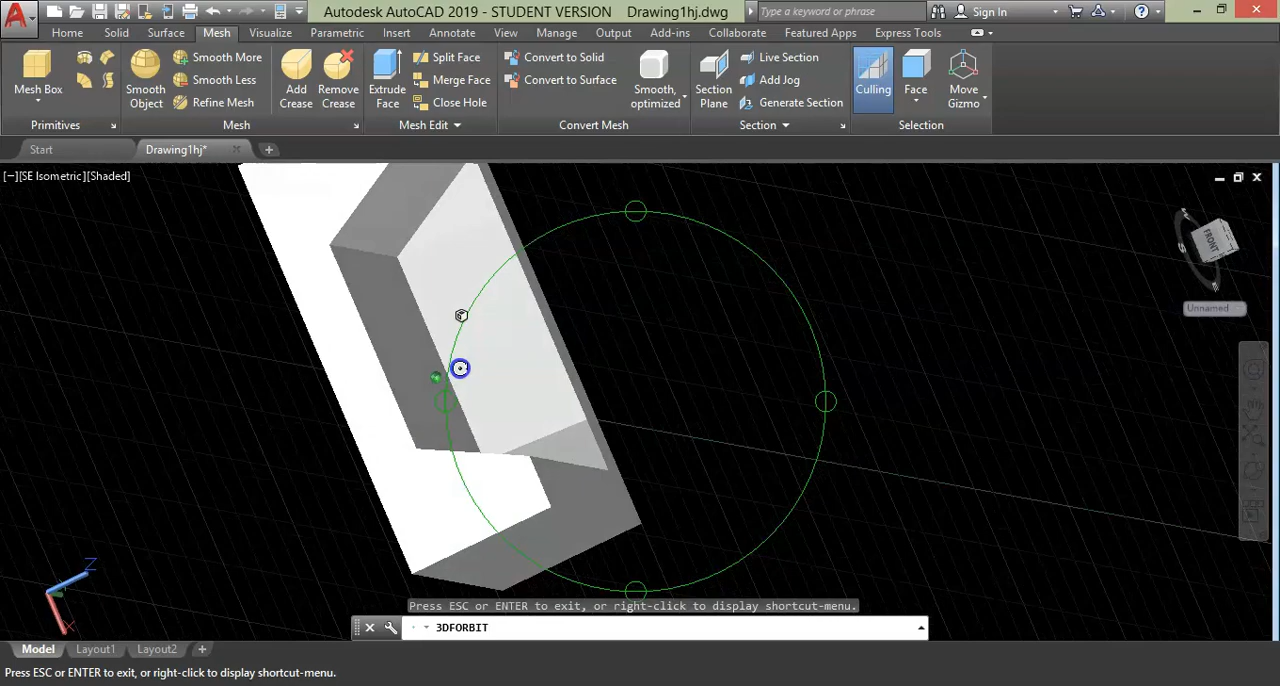 Autodesk AutoCAD 2019 - STUDENT VERSION Drawing1hj.dwg
Type a keyword or phrase
Sign In
Home Solid Surface Mesh Visualize Parametric Insert Annotate View Manage Output Add-ins Collaborate Featured Apps Express Tools
Mesh Box
Smooth Object
Smooth More
Smooth Less
Refine Mesh
Add Crease
Remove Crease
Extrude Face
Split Face
Merge Face
Close Hole
Convert to Solid
Convert to Surface
Smooth, optimized
Section Plane
Live Section
Add Jog
Generate Section
Culling
Face
Move Gizmo
Primitives Mesh Mesh Edit Convert Mesh Section Selection
Start Drawing1hj*
[−][SE Isometric][Shaded]
FRONT
S
Unnamed
Z
X
Press ESC or ENTER to exit, or right-click to display shortcut-menu.
3DFORBIT
Model Layout1 Layout2
Press ESC or ENTER to exit, or right-click to display shortcut-menu.